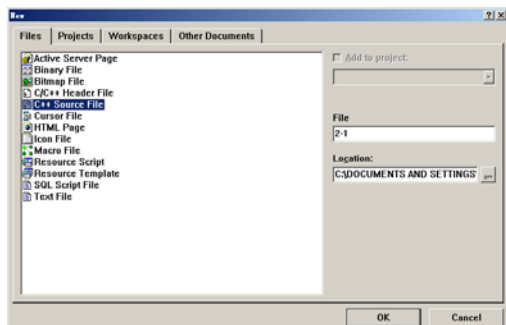 New
Files Projects Workspaces Other Documents
Active Server Page
Binary File
Bitmap File
C/C++ Header File
C++ Source File
Cursor File
HTML Page
Icon File
Macro File
Resource Script
Resource Template
SQL Script File
Text File
Add to project:
File
2-1
Location:
C:\DOCUMENTS AND SETTINGS\
...
OK Cancel